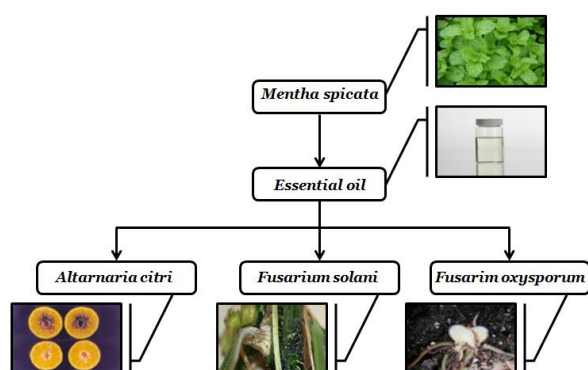 Mentha spicata
Essential oil
Altarnaria citri
Fusarium solani
Fusarim oxysporum